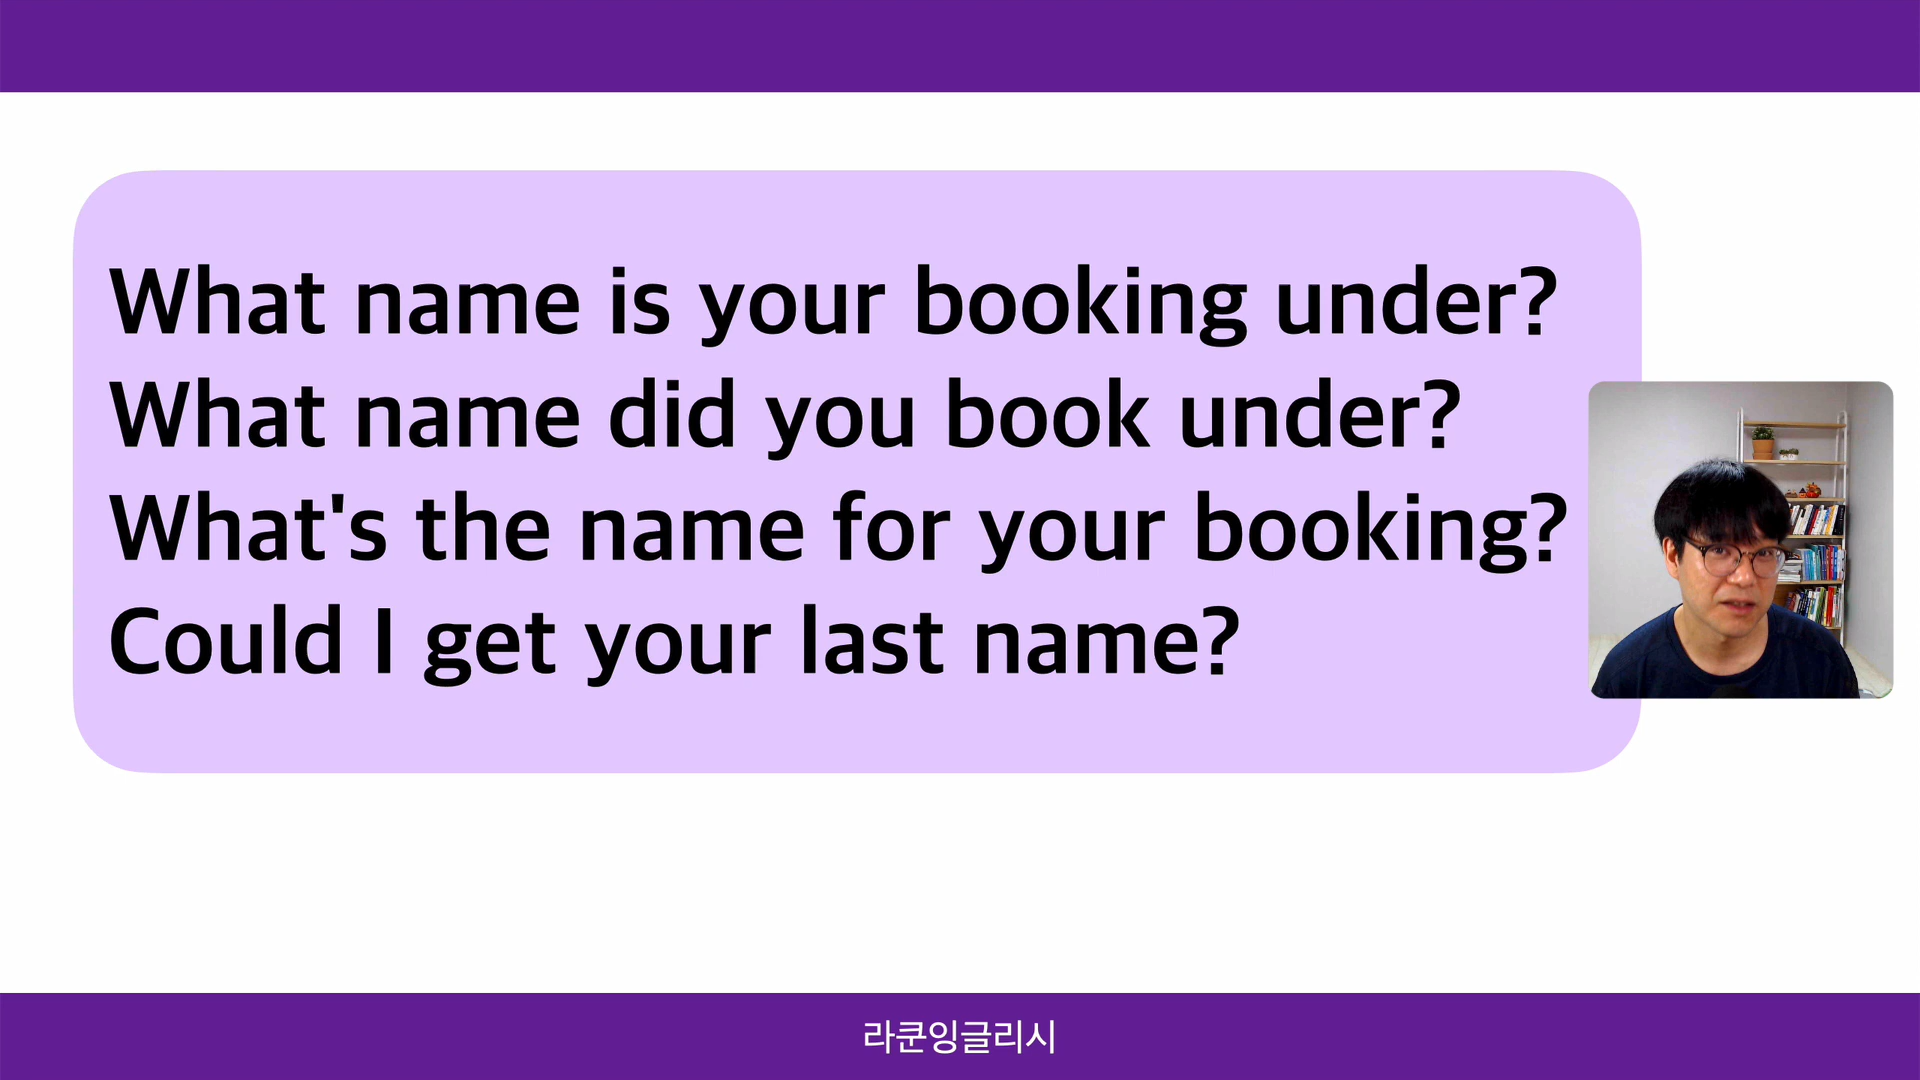 What name is your booking under?
What name did you book under?
What's the name for your booking?
Could I get your last name?
라쿤잉글리시